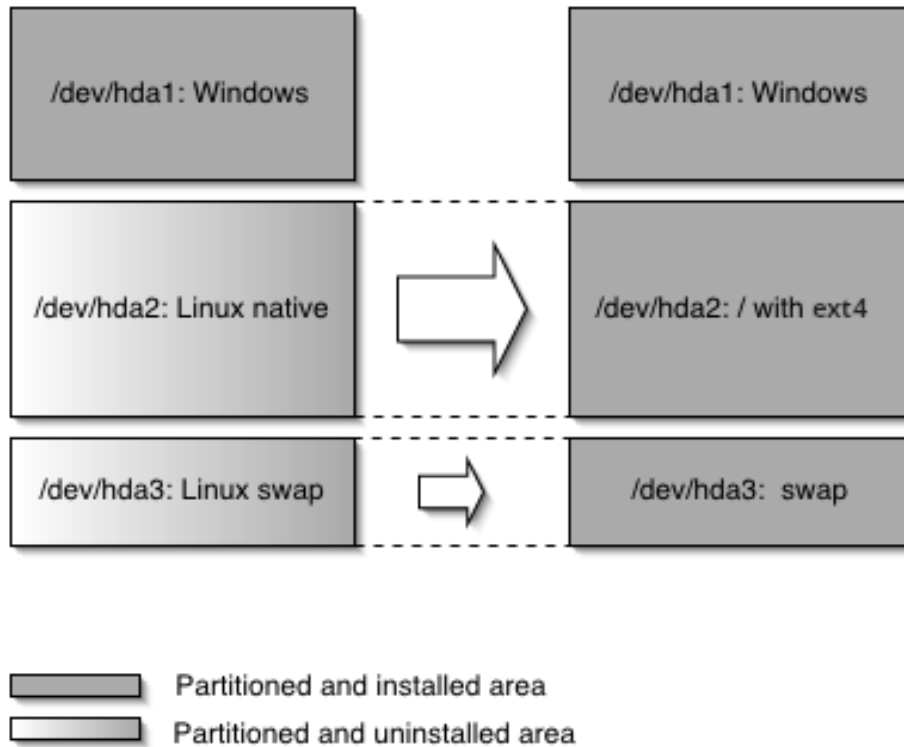 /dev/hda1: Windows
/dev/hda1: Windows
/dev/hda2: Linux native
/dev/hda2: / with ext4
/dev/hda3: Linux swap
/dev/hda3: swap
Partitioned and installed area
Partitioned and uninstalled area